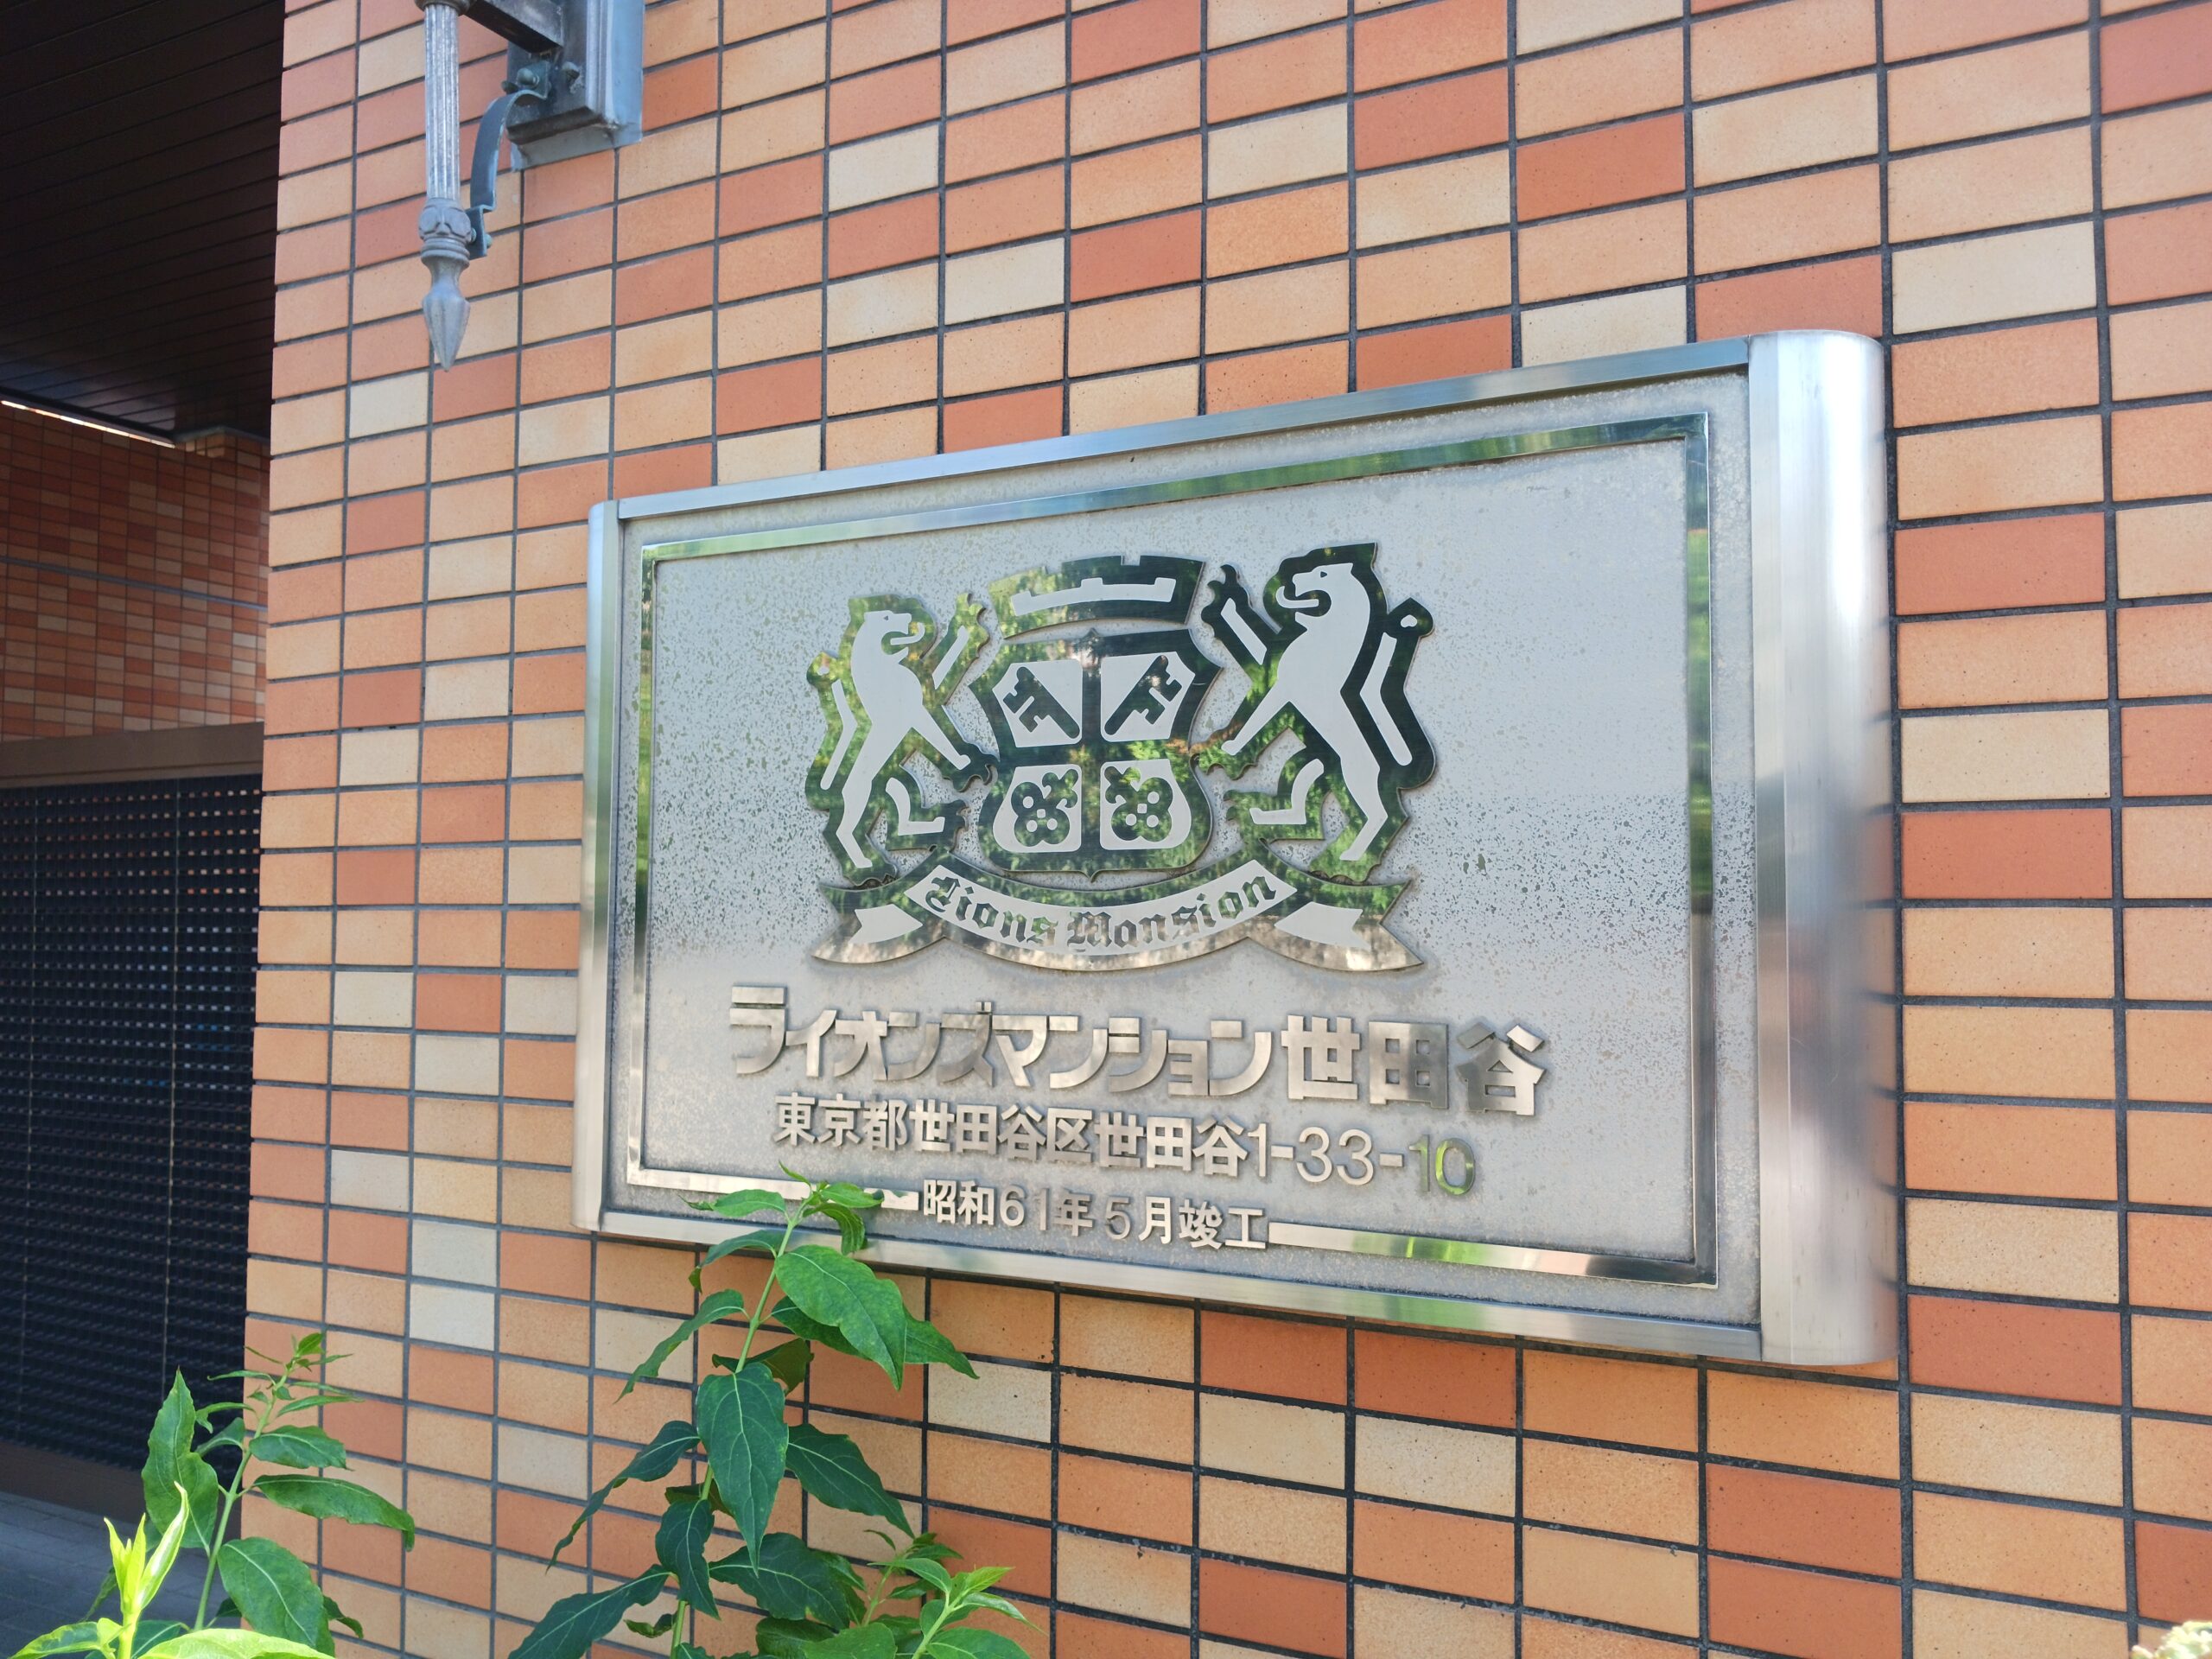 Lions Mansion
ライオンズマンション世田谷
東京都世田谷区世田谷1-33-10
昭和61年5月竣工